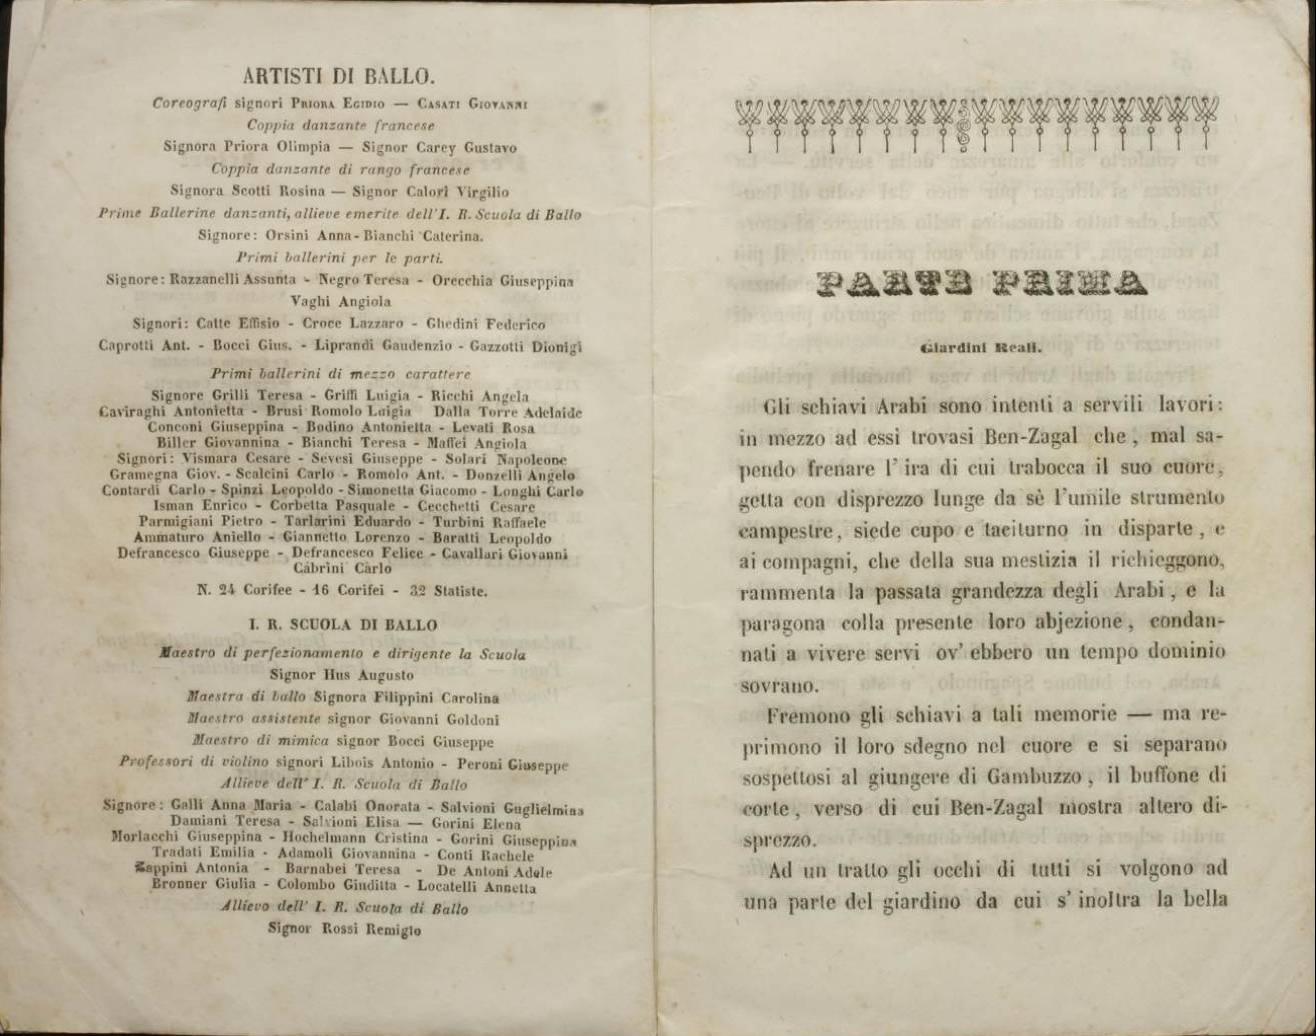 ARTISTI DI BALLO.
Coreografi signori PRIORA EGIDIO — CASATI GIOVANNI
Coppia danzante francese
Signora Priora Olimpia — Signor Carey Gustavo
Coppia danzante di rango francese
Signora Scotti Rosina — Signor Calori Virgilio
Prime Ballerine danzanti, allieve emerite dell'I. R. Scuola di Ballo
Signore: Orsini Anna - Bianchi Caterina.
Primi ballerini per le parti.
Signore: Razzanelli Assunta - Negro Teresa - Orecchia Giuseppina
Vaghi Angiola
Signori: Catte Effisio - Croce Lazzaro - Ghedini Federico
Caprotti Ant. - Bocci Gius. - Liprandi Gaudenzio - Gazzotti Dionigi
Primi ballerini di mezzo carattere
Signore Grilli Teresa - Griffi Luigia - Ricchi Angela
Caviraghi Antonietta - Brusi Romolo Luigia Dalla Torre Adelaide
Conconi Giuseppina - Bodino Antonietta - Levati Rosa
Biller Giovannina - Bianchi Teresa - Maffei Angiola
Signori: Vismara Cesare - Sevesi Giuseppe - Solari Napoleone
Gramegna Giov. - Scalcini Carlo - Romolo Ant. - Donzelli Angelo
Contardi Carlo - Spinzi Leopoldo - Simonetta Giacomo - Longhi Carlo
Isman Enrico - Corbetta Pasquale - Cecchetti Cesare
Parmigiani Pietro - Tarlarini Eduardo - Turbini Raffaele
Ammaturo Aniello - Giannetto Lorenzo - Baratti Leopoldo
Defrancesco Giuseppe - Defrancesco Felice - Cavallari Giovanni
Cabrini Carlo
N. 24 Corifee - 16 Corifei - 32 Statiste.
I. R. SCUOLA DI BALLO
Maestro di perfezionamento e dirigente la Scuola
Signor Hus Augusto
Maestra di ballo Signora Filippini Carolina
Maestro assistente signor Giovanni Goldoni
Maestro di mimica signor Bocci Giuseppe
Professori di violino signori Libois Antonio - Peroni Giuseppe
Allieve dell' I. R. Scuola di Ballo
Signore: Galli Anna Maria - Calabi Onorata - Salvioni Guglielmina
Damiani Teresa - Salvioni Elisa — Gorini Elena
Morlacchi Giuseppina - Hochelmann Cristina - Gorini Giuseppina
Tradati Emilia - Adamoli Giovannina - Conti Rachele
Zappini Antonia - Barnabei Teresa - De Antoni Adele
Bronner Giulia - Colombo Giuditta - Locatelli Annetta
Allievo dell' I. R. Scuola di Ballo
Signor Rossi Remigio
PARTE PRIMA
Giardini Reali.
Gli schiavi Arabi sono intenti a servili lavori:
in mezzo ad essi trovasi Ben-Zagal che, mal sa-
pendo frenare l' ira di cui trabocca il suo cuore,
getta con disprezzo lunge da sè l'umile strumento
campestre, siede cupo e taciturno in disparte, e
ai compagni, che della sua mestizia il richieggono,
rammenta la passata grandezza degli Arabi, e la
paragona colla presente loro abjezione, condan-
nati a vivere servi ov' ebbero un tempo dominio
sovrano.
Fremono gli schiavi a tali memorie — ma re-
primono il loro sdegno nel cuore e si separano
sospettosi al giungere di Gambuzzo, il buffone di
corte, verso di cui Ben-Zagal mostra altero di-
sprezzo.
Ad un tratto gli occhi di tutti si volgono ad
una parte del giardino da cui s' inoltra la bella